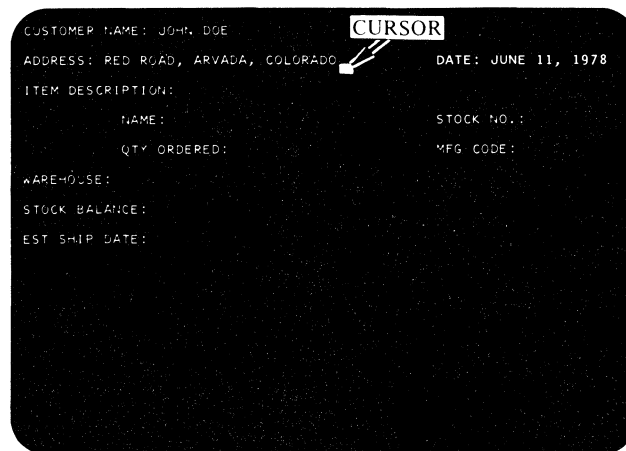 CURSOR
CUSTOMER NAME: JOHN DOE
ADDRESS: RED ROAD, ARVADA, COLORADO DATE: JUNE 11, 1978
ITEM DESCRIPTION:
NAME: STOCK NO.:
QTY ORDERED: MFG CODE:
WAREHOUSE:
STOCK BALANCE:
EST SHIP DATE: